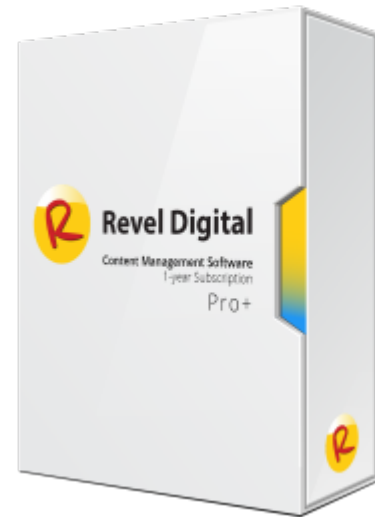 R Revel Digital
Content Management Software
1-year Subscription
Pro+
R